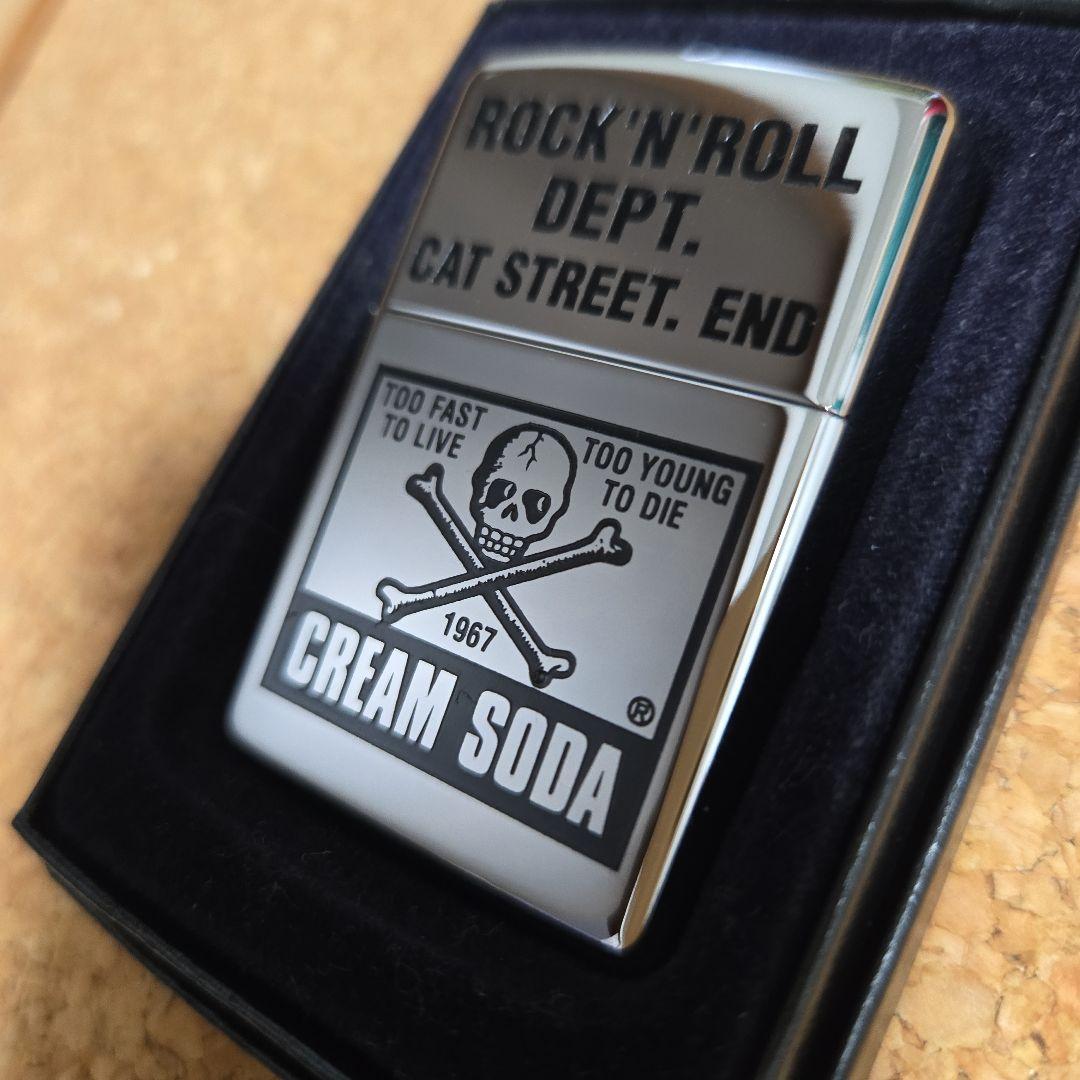 ROCK'N'ROLL
DEPT.
CAT STREET. END
TOO FAST
TO LIVE
TOO YOUNG
TO DIE
1967
CREAM SODA
®